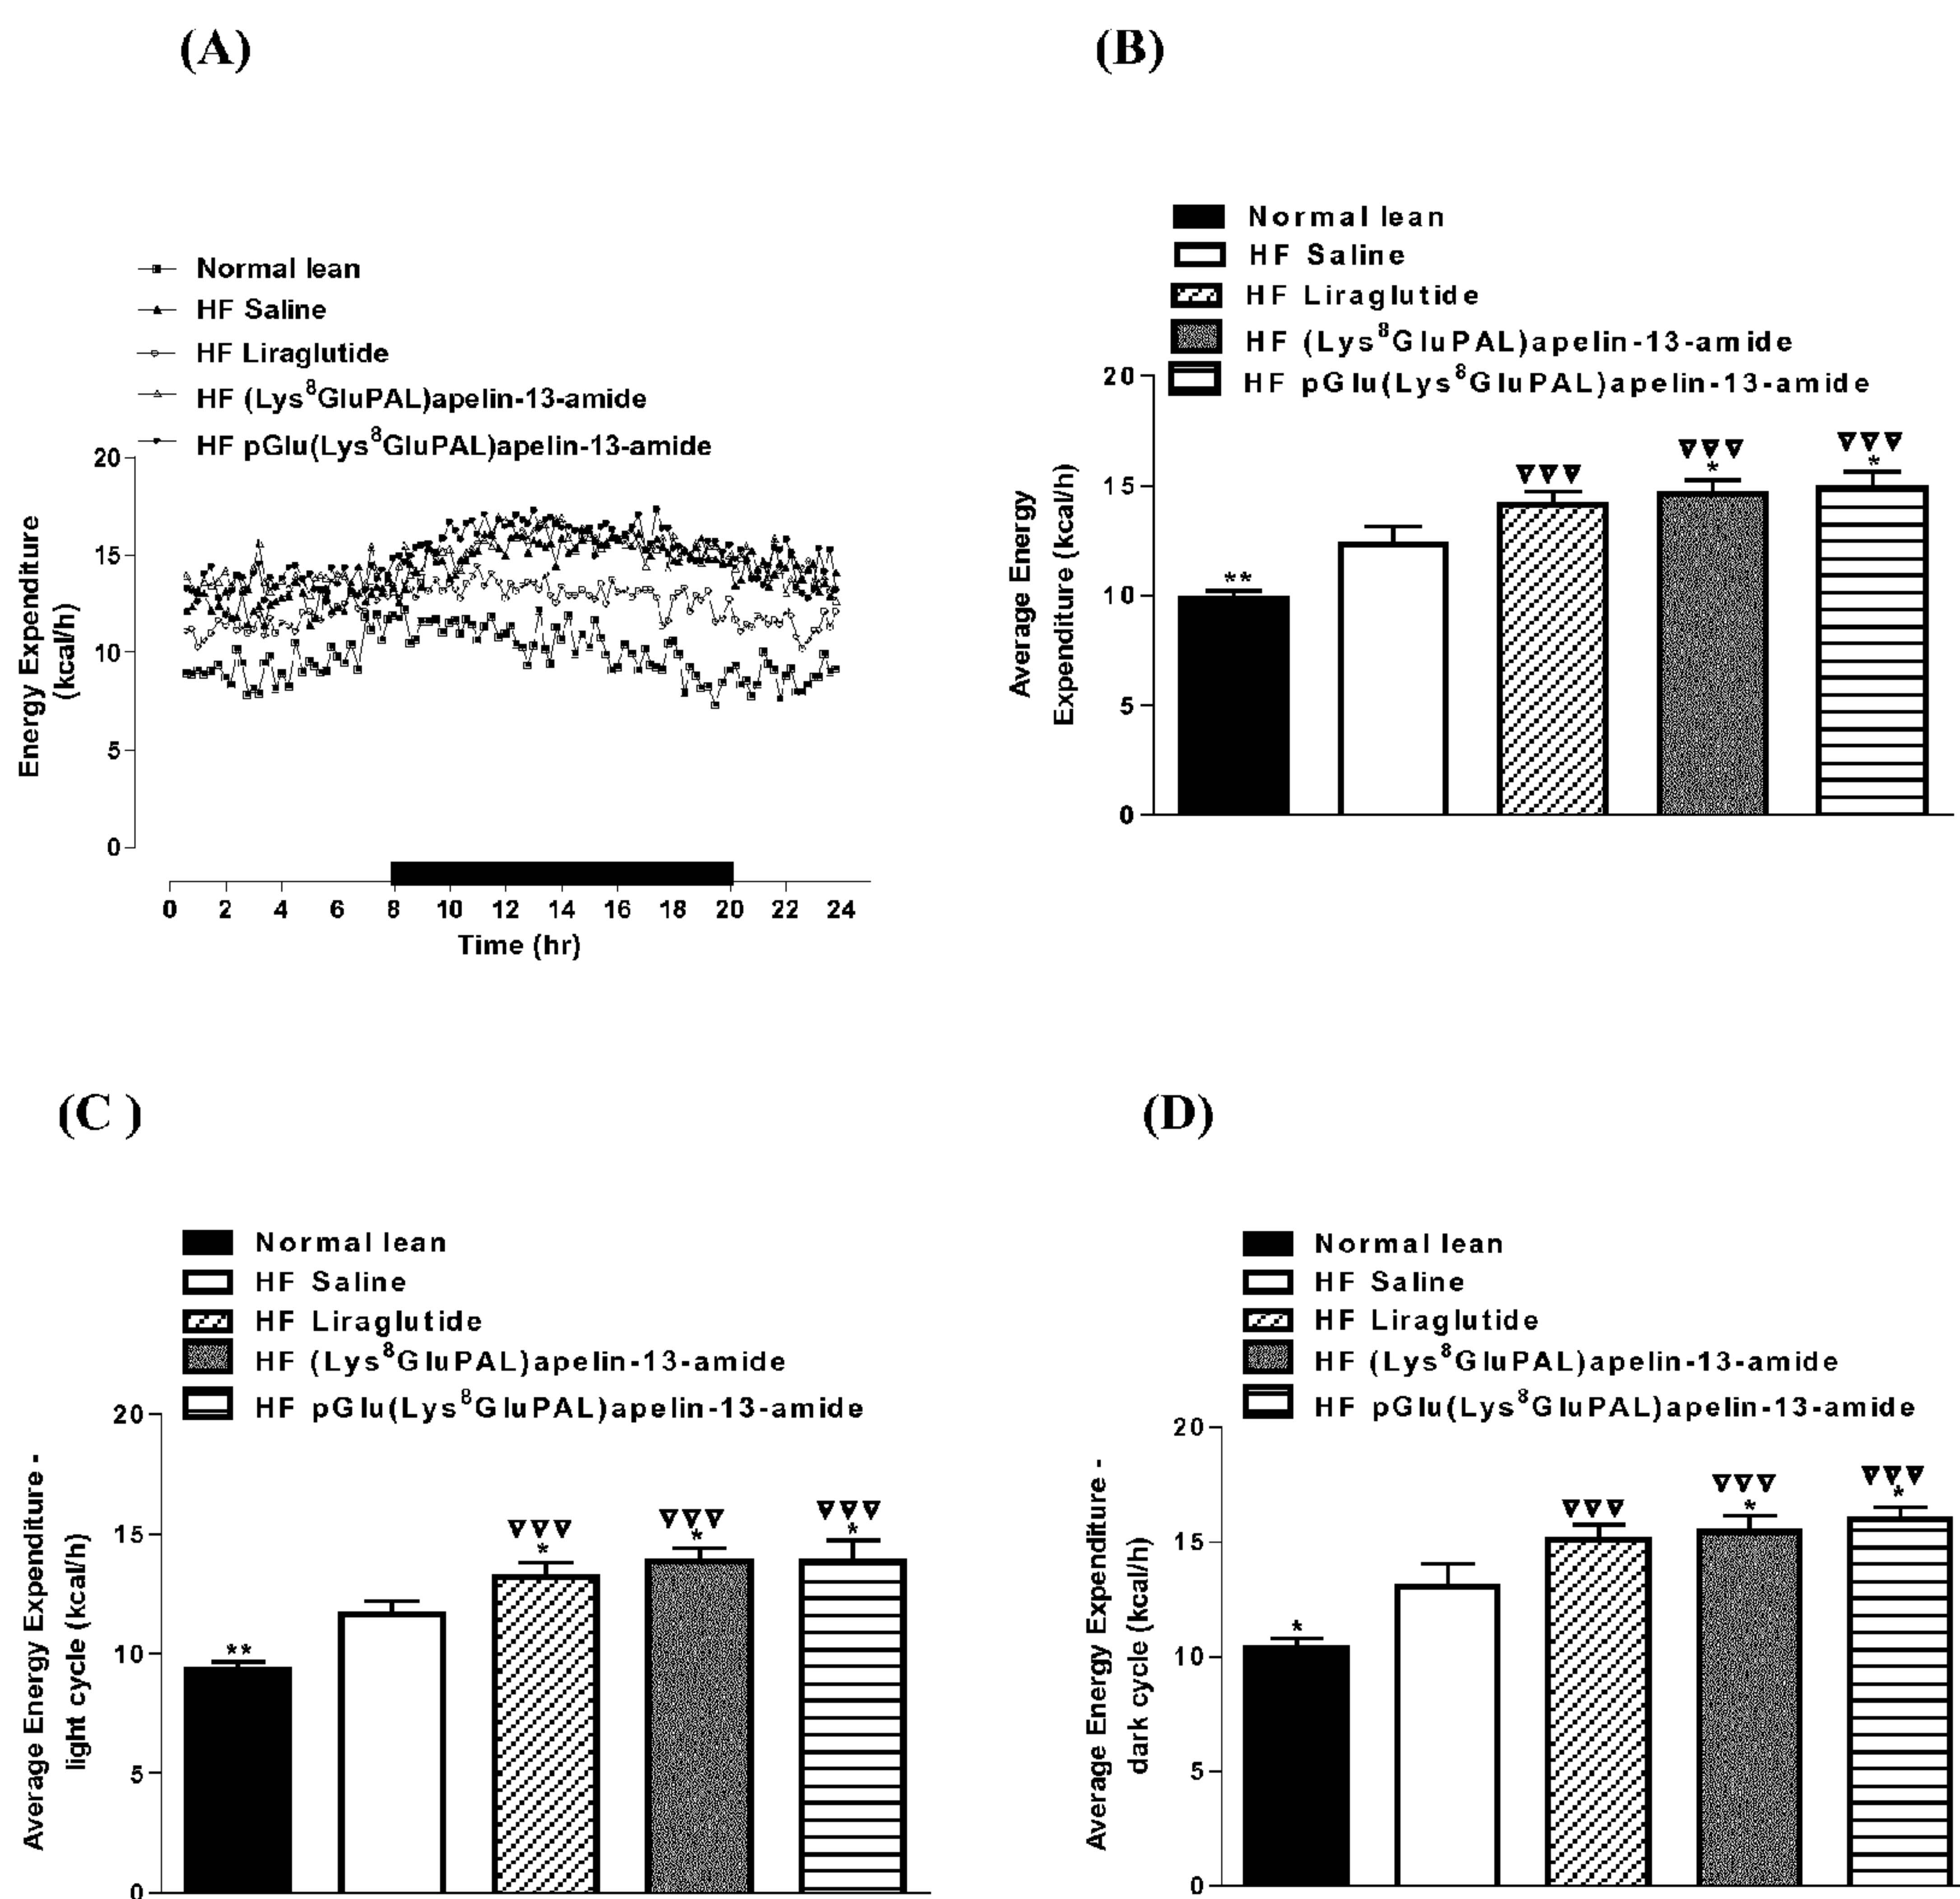 (A)
Normal lean
HF Saline
HF Liraglutide
HF (Lys⁸GluPAL)apelin-13-amide
HF pGlu(Lys⁸GluPAL)apelin-13-amide
20
15
10
5
0
Energy Expenditure
(kcal/h)
0 2 4 6 8 10 12 14 16 18 20 22 24
Time (hr)
(B)
Normal lean
HF Saline
HF Liraglutide
HF (Lys⁸GluPAL)apelin-13-amide
HF pGlu(Lys⁸GluPAL)apelin-13-amide
20
15
10
5
0
Average Energy
Expenditure (kcal/h)
**
*
*
(C )
Normal lean
HF Saline
HF Liraglutide
HF (Lys⁸GluPAL)apelin-13-amide
HF pGlu(Lys⁸GluPAL)apelin-13-amide
20
15
10
5
0
Average Energy Expenditure -
light cycle (kcal/h)
**
*
*
*
(D)
Normal lean
HF Saline
HF Liraglutide
HF (Lys⁸GluPAL)apelin-13-amide
HF pGlu(Lys⁸GluPAL)apelin-13-amide
20
15
10
5
0
Average Energy Expenditure -
dark cycle (kcal/h)
*
*
*